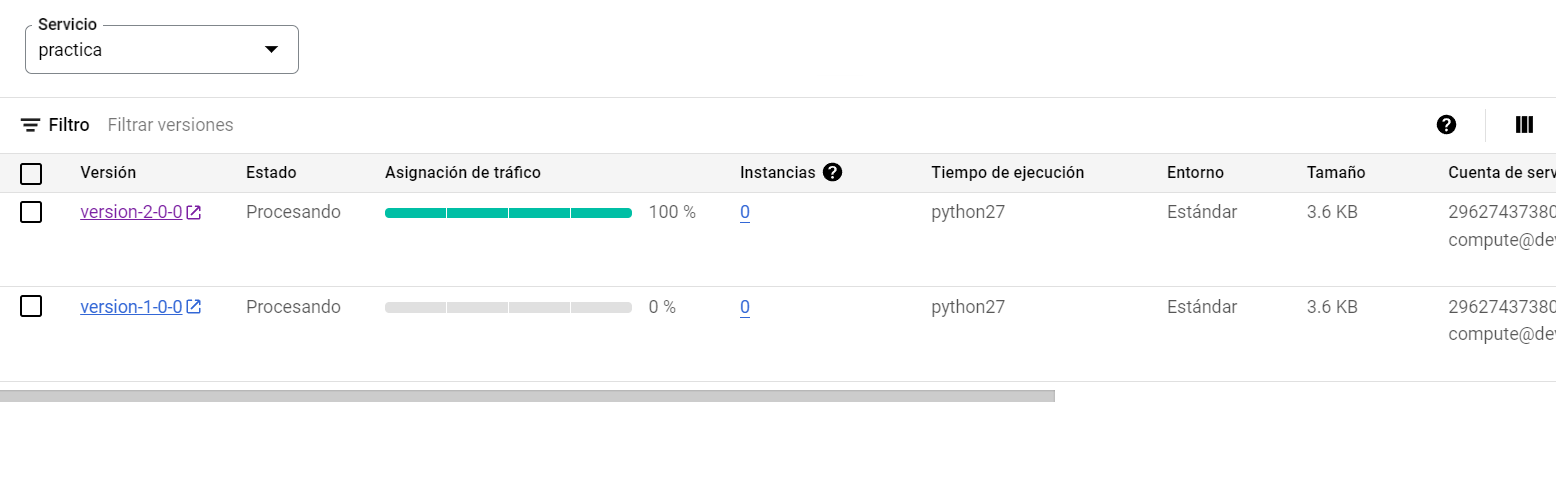 Servicio
practica
Filtro Filtrar versiones
Versión Estado Asignación de tráfico Instancias Tiempo de ejecución Entorno Tamaño Cuenta de serv
version-2-0-0 Procesando 100 % 0 python27 Estándar 3.6 KB 29627437380
compute@dev
version-1-0-0 Procesando 0 % 0 python27 Estándar 3.6 KB 29627437380
compute@dev